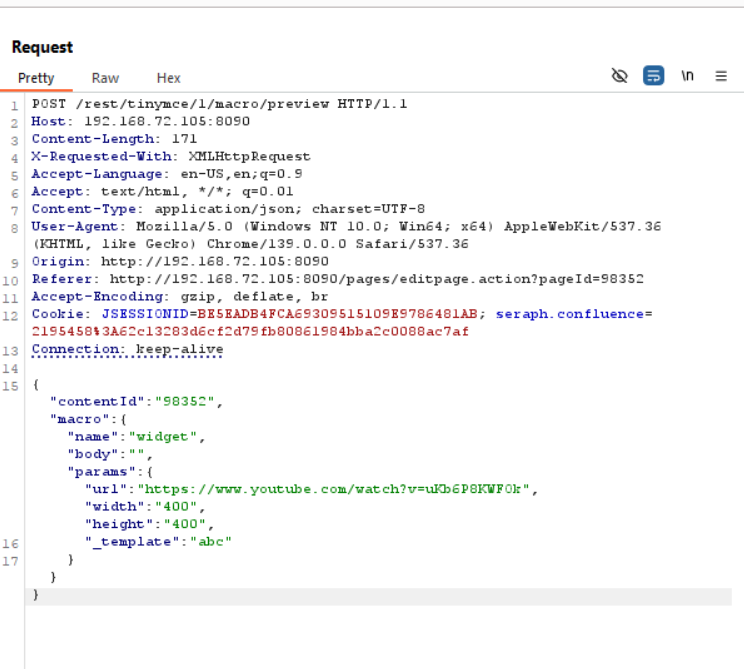 Request
Pretty Raw Hex \n
1 POST /rest/tinymce/1/macro/preview HTTP/1.1
2 Host: 192.168.72.105:8090
3 Content-Length: 171
4 X-Requested-With: XMLHttpRequest
5 Accept-Language: en-US,en;q=0.9
6 Accept: text/html, */*; q=0.01
7 Content-Type: application/json; charset=UTF-8
8 User-Agent: Mozilla/5.0 (Windows NT 10.0; Win64; x64) AppleWebKit/537.36
(KHTML, like Gecko) Chrome/139.0.0.0 Safari/537.36
9 Origin: http://192.168.72.105:8090
10 Referer: http://192.168.72.105:8090/pages/editpage.action?pageId=98352
11 Accept-Encoding: gzip, deflate, br
12 Cookie: JSESSIONID=BE5EADB4FCA69309515109E9786481AB; seraph.confluence=
2195458%3A62c13283d6cf2d79fb80861984bba2c0088ac7af
13 Connection: keep-alive
14
15 {
"contentId":"98352",
"macro":{
"name":"widget",
"body":"",
"params":{
"url":"https://www.youtube.com/watch?v=uKb6P8KWF0k",
"width":"400",
"height":"400",
16 "_template":"abc"
17 }
}
}